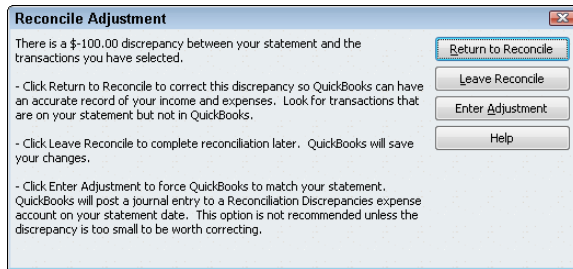 Reconcile Adjustment
There is a $-100.00 discrepancy between your statement and the
transactions you have selected.
- Click Return to Reconcile to correct this discrepancy so QuickBooks can have
an accurate record of your income and expenses. Look for transactions that
are on your statement but not in QuickBooks.
- Click Leave Reconcile to complete reconciliation later. QuickBooks will save
your changes.
- Click Enter Adjustment to force QuickBooks to match your statement.
QuickBooks will post a journal entry to a Reconciliation Discrepancies expense
account on your statement date. This option is not recommended unless the
discrepancy is too small to be worth correcting.
Return to Reconcile
Leave Reconcile
Enter Adjustment
Help